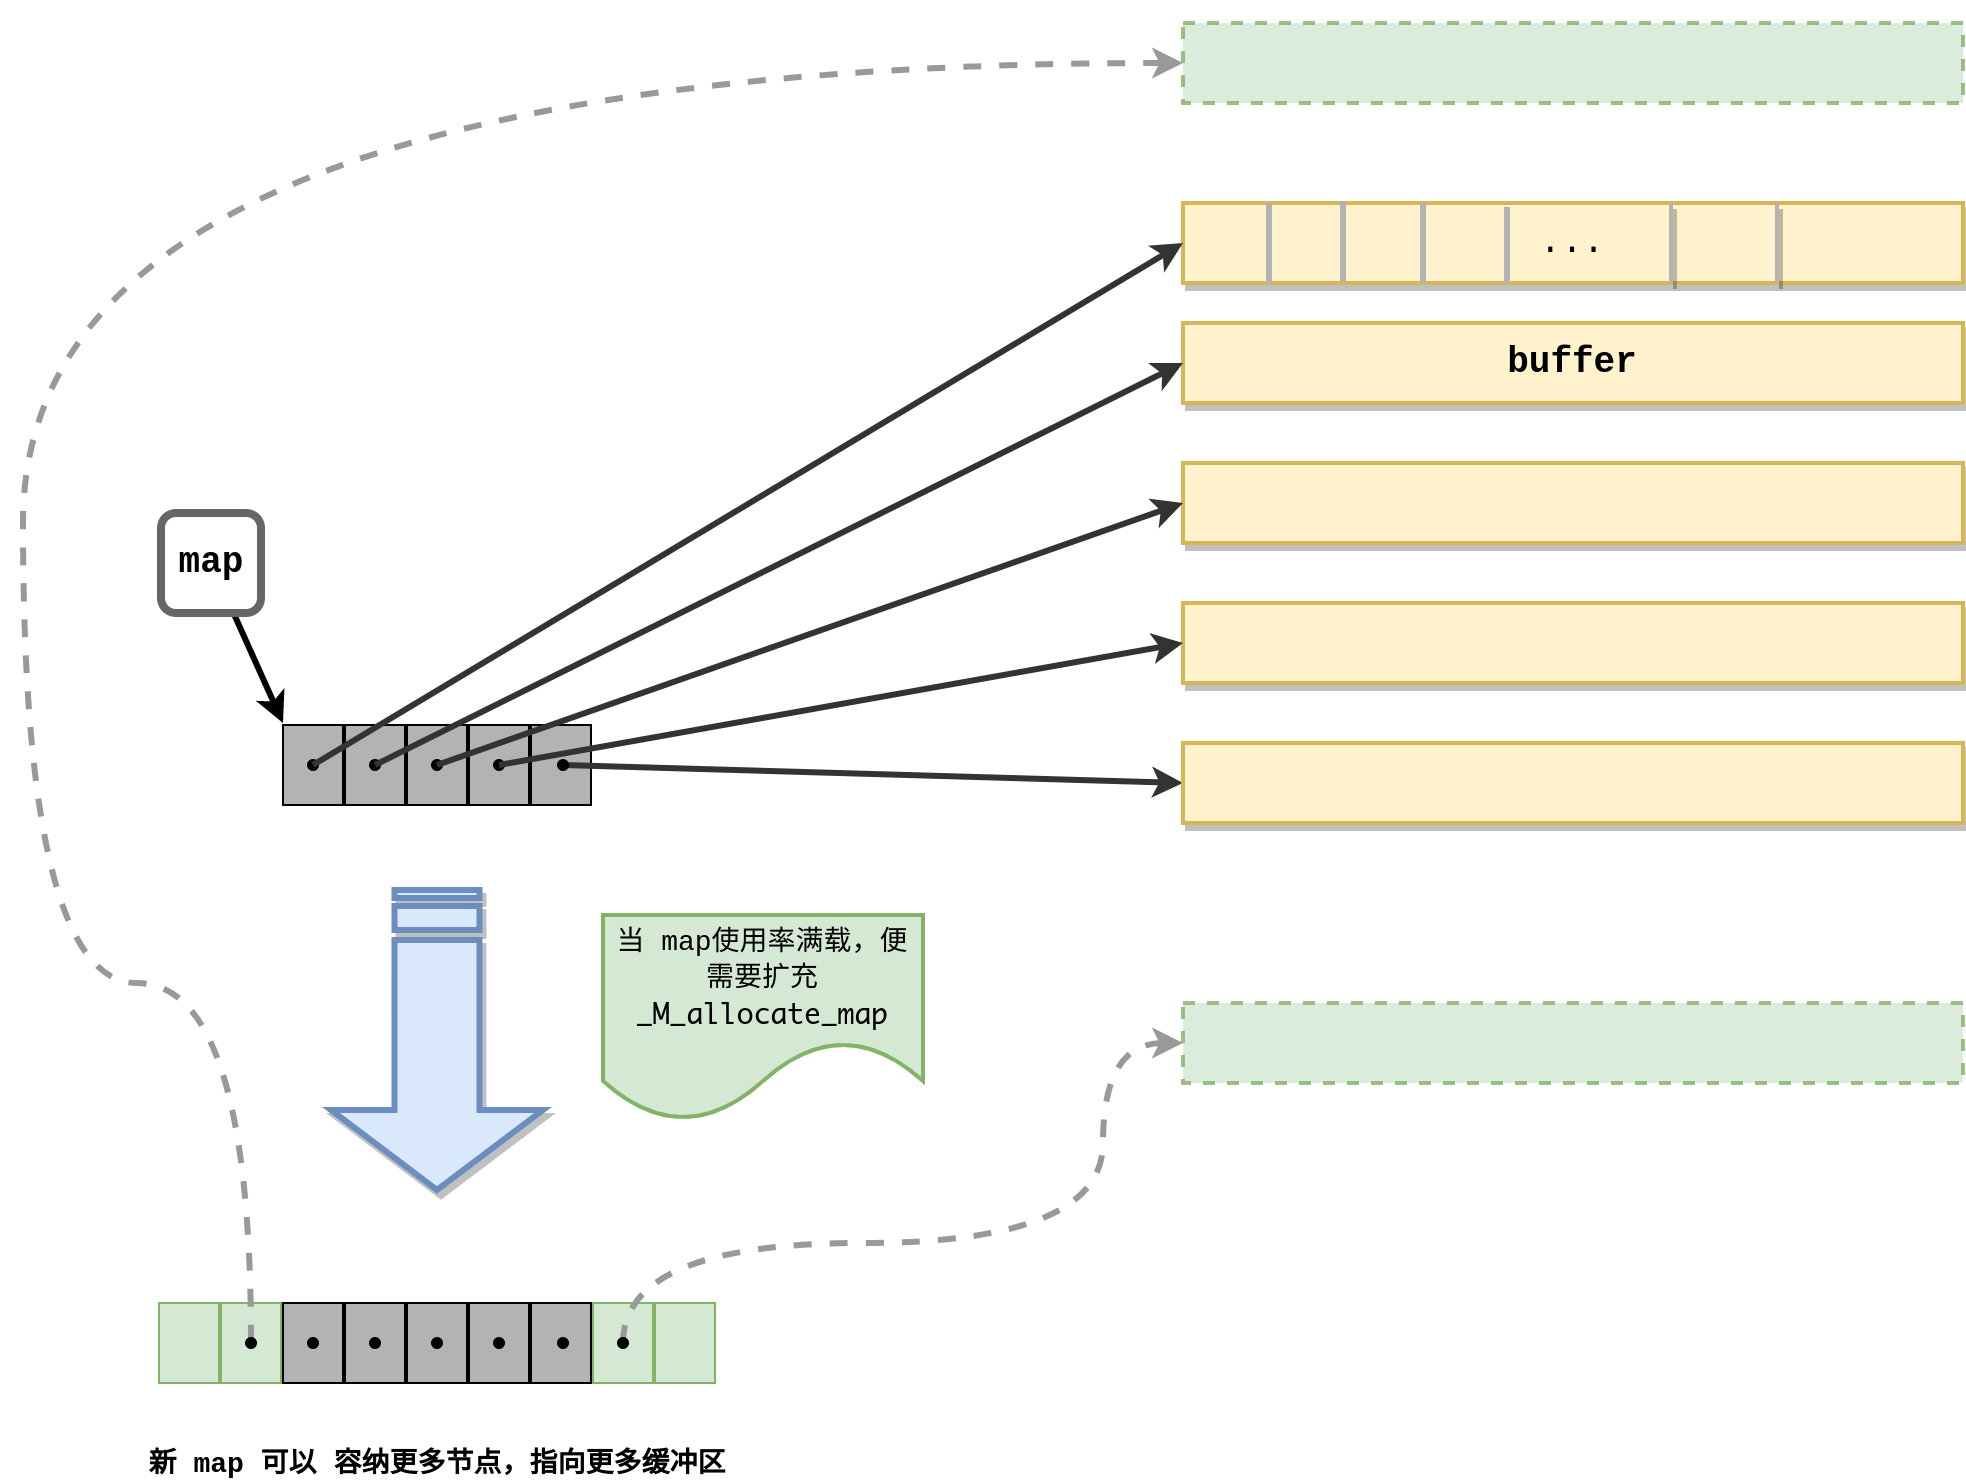 ...
buffer
map
当 map使用率满载，便
需要扩充
_M_allocate_map
新 map 可以 容纳更多节点，指向更多缓冲区